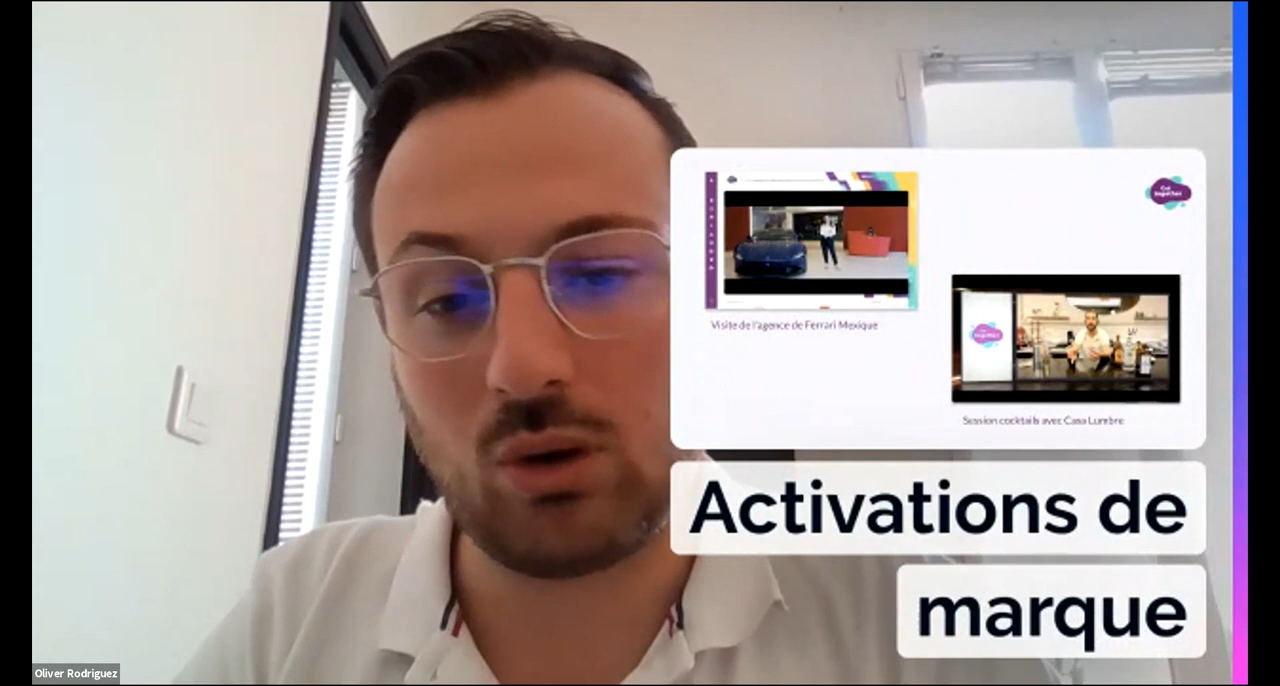 Visite de l'agence de Ferrari Mexique
Session cocktails avec Casa Lumbre
Activations de
marque
Oliver Rodriguez